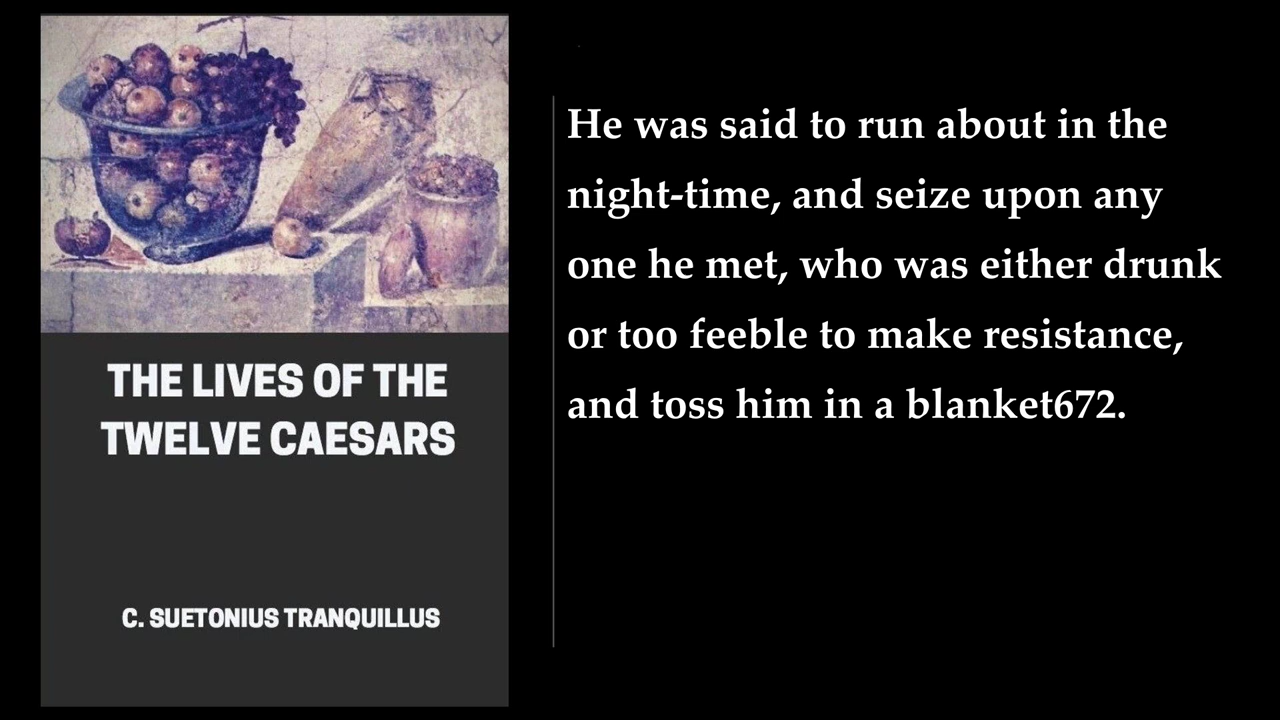 THE LIVES OF THE
TWELVE CAESARS
C. SUETONIUS TRANQUILLUS
He was said to run about in the
night-time, and seize upon any
one he met, who was either drunk
or too feeble to make resistance,
and toss him in a blanket672.